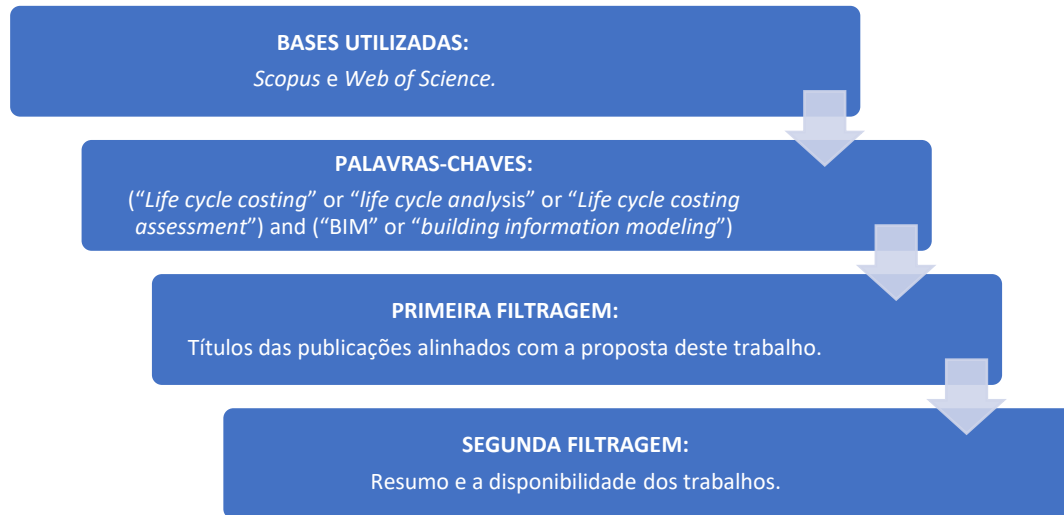 BASES UTILIZADAS:
Scopus e Web of Science.
PALAVRAS-CHAVES:
(“Life cycle costing” or “life cycle analysis” or “Life cycle costing
assessment”) and (“BIM” or “building information modeling”)
PRIMEIRA FILTRAGEM:
Títulos das publicações alinhados com a proposta deste trabalho.
SEGUNDA FILTRAGEM:
Resumo e a disponibilidade dos trabalhos.